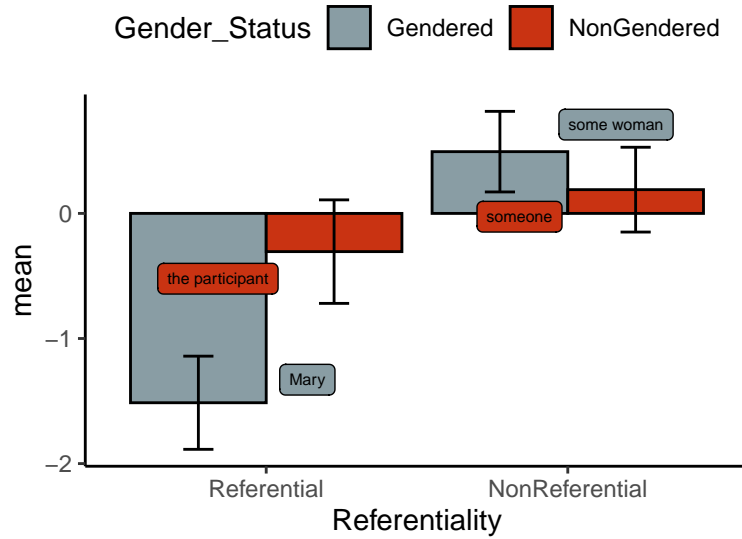 Gender_Status Gendered NonGendered
some woman
someone
0
the participant
−1
Mary
−2
mean
Referential NonReferential
Referentiality